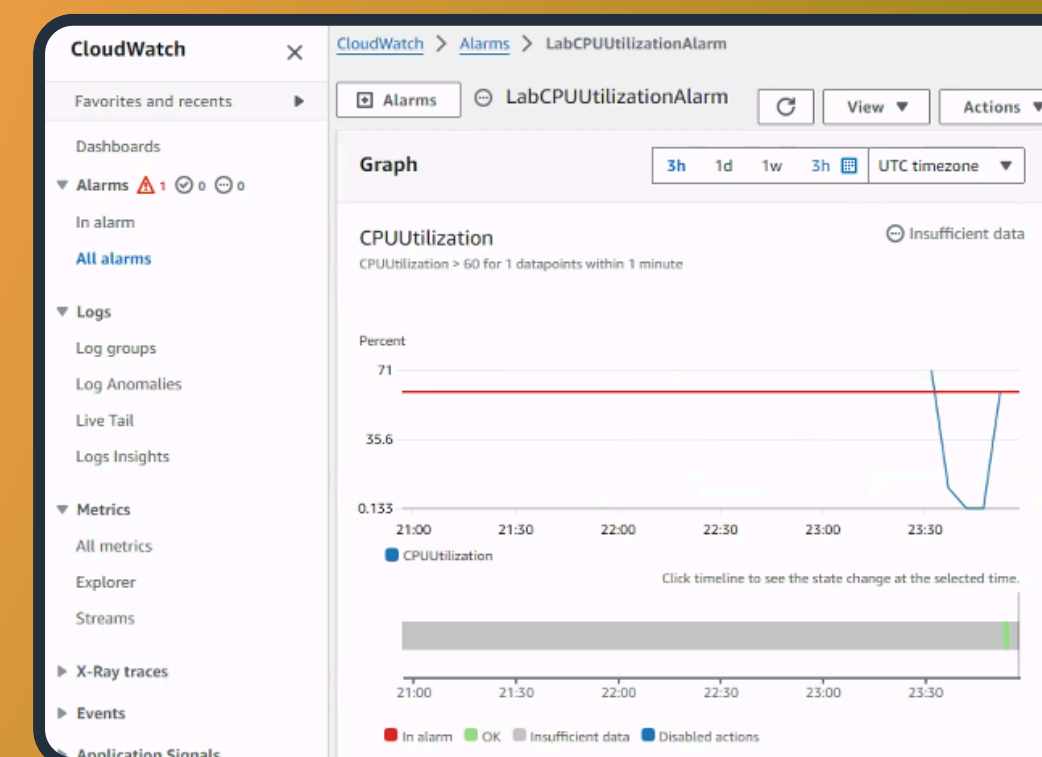 CloudWatch
Favorites and recents
Dashboards
Alarms 1 0 0
In alarm
All alarms
Logs
Log groups
Log Anomalies
Live Tail
Logs Insights
Metrics
All metrics
Explorer
Streams
X-Ray traces
Events
Application Signals
CloudWatch > Alarms > LabCPUUtilizationAlarm
Alarms
LabCPUUtilizationAlarm
View
Actions
Graph
3h 1d 1w 3h UTC timezone
CPUUtilization
Insufficient data
CPUUtilization > 60 for 1 datapoints within 1 minute
Percent
71
35.6
0.133
21:00 21:30 22:00 22:30 23:00 23:30
CPUUtilization
Click timeline to see the state change at the selected time.
21:00 21:30 22:00 22:30 23:00 23:30
In alarm OK Insufficient data Disabled actions